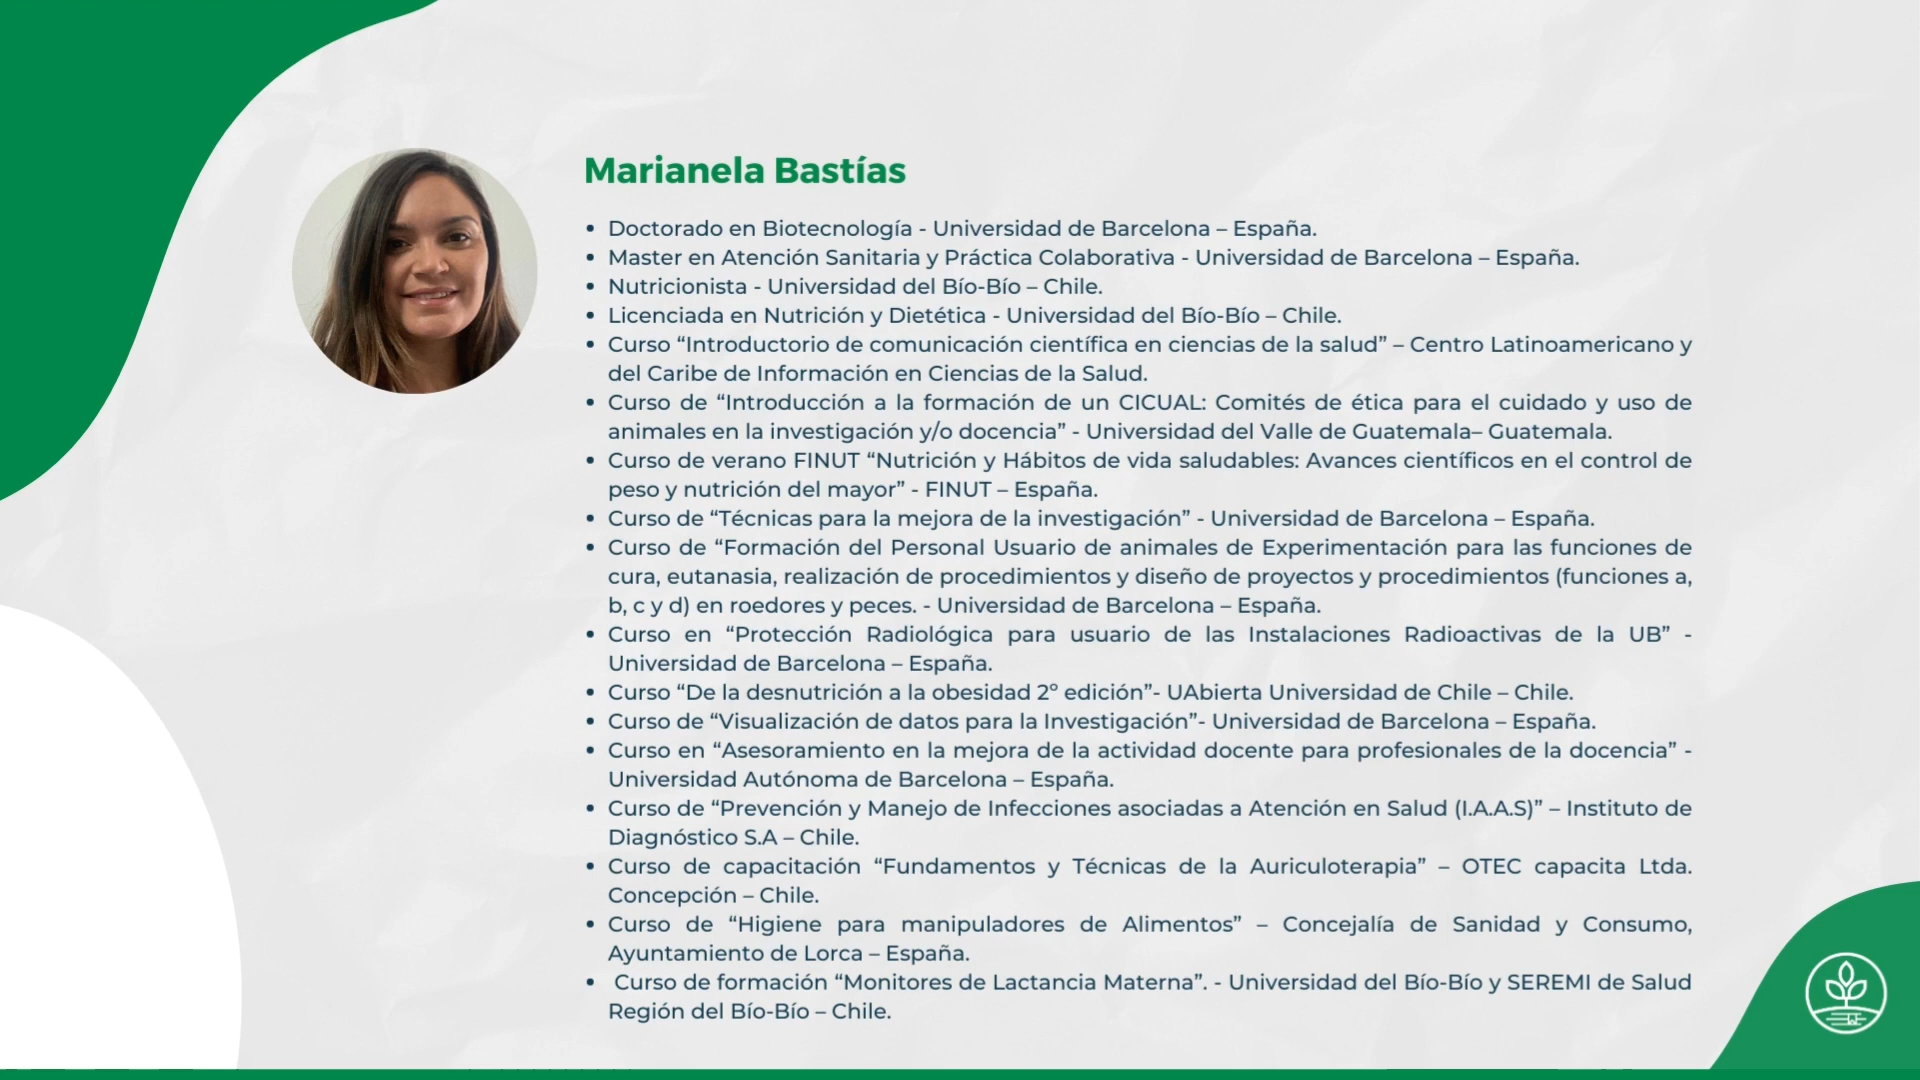 Marianela Bastías
• Doctorado en Biotecnología - Universidad de Barcelona – España.
• Master en Atención Sanitaria y Práctica Colaborativa - Universidad de Barcelona – España.
• Nutricionista - Universidad del Bío-Bío – Chile.
• Licenciada en Nutrición y Dietética - Universidad del Bío-Bío – Chile.
• Curso “Introductorio de comunicación científica en ciencias de la salud” – Centro Latinoamericano y
del Caribe de Información en Ciencias de la Salud.
• Curso de “Introducción a la formación de un CICUAL: Comités de ética para el cuidado y uso de
animales en la investigación y/o docencia” - Universidad del Valle de Guatemala– Guatemala.
• Curso de verano FINUT “Nutrición y Hábitos de vida saludables: Avances científicos en el control de
peso y nutrición del mayor” - FINUT – España.
• Curso de “Técnicas para la mejora de la investigación” - Universidad de Barcelona – España.
• Curso de “Formación del Personal Usuario de animales de Experimentación para las funciones de
cura, eutanasia, realización de procedimientos y diseño de proyectos y procedimientos (funciones a,
b, c y d) en roedores y peces. - Universidad de Barcelona – España.
• Curso en “Protección Radiológica para usuario de las Instalaciones Radioactivas de la UB” -
Universidad de Barcelona – España.
• Curso “De la desnutrición a la obesidad 2º edición”- UAbierta Universidad de Chile – Chile.
• Curso de “Visualización de datos para la Investigación”- Universidad de Barcelona – España.
• Curso en “Asesoramiento en la mejora de la actividad docente para profesionales de la docencia” -
Universidad Autónoma de Barcelona – España.
• Curso de “Prevención y Manejo de Infecciones asociadas a Atención en Salud (I.A.A.S)” – Instituto de
Diagnóstico S.A – Chile.
• Curso de capacitación “Fundamentos y Técnicas de la Auriculoterapia” – OTEC capacita Ltda.
Concepción – Chile.
• Curso de “Higiene para manipuladores de Alimentos” – Concejalía de Sanidad y Consumo,
Ayuntamiento de Lorca – España.
• Curso de formación “Monitores de Lactancia Materna”. - Universidad del Bío-Bío y SEREMI de Salud
Región del Bío-Bío – Chile.